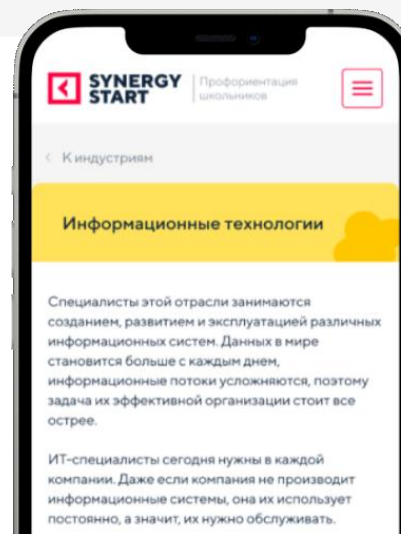 SYNERGY
START
Профориентация
школьников
К индустриям
Информационные технологии
Специалисты этой отрасли занимаются
созданием, развитием и эксплуатацией различных
информационных систем. Данных в мире
становится больше с каждым днем,
информационные потоки усложняются, поэтому
задача их эффективной организации стоит все
острее.
ИТ-специалисты сегодня нужны в каждой
компании. Даже если компания не производит
информационные системы, она их использует
постоянно, а значит, их нужно обслуживать.